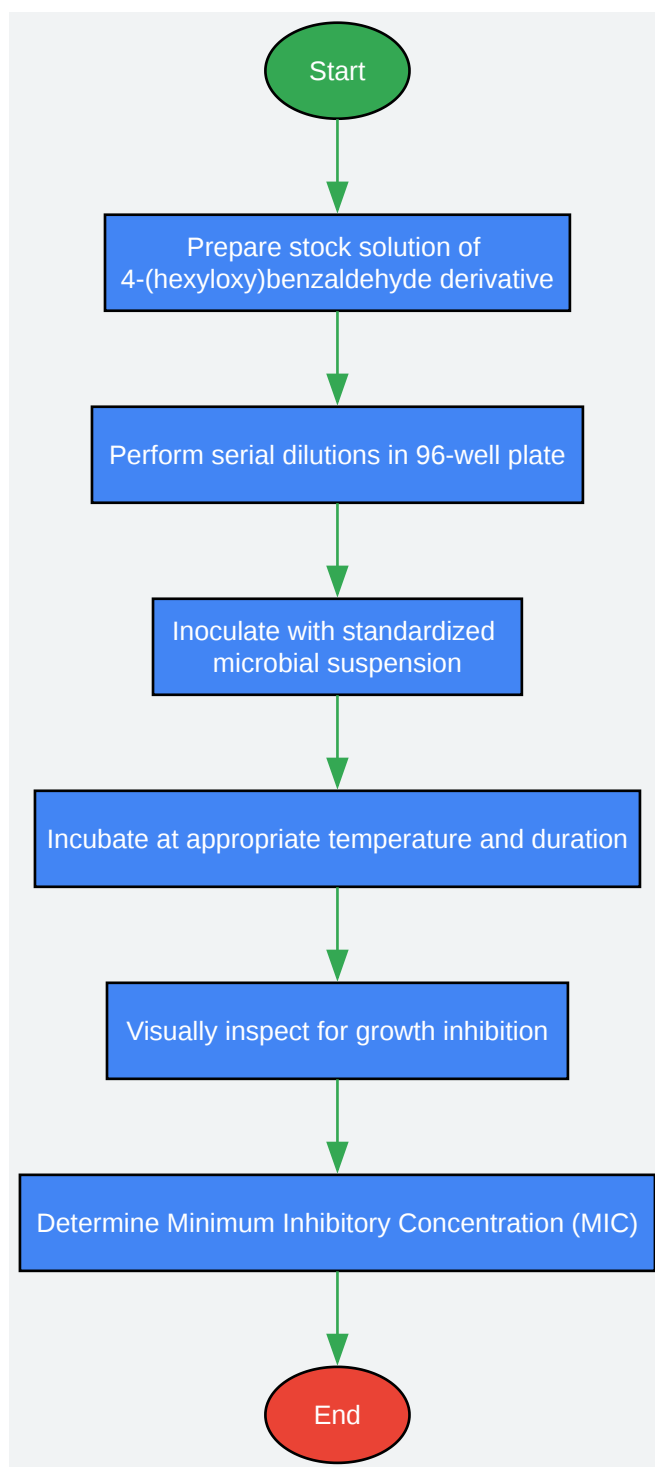 Start
Prepare stock solution of
4-(hexyloxy)benzaldehyde derivative
Perform serial dilutions in 96-well plate
Inoculate with standardized
microbial suspension
Incubate at appropriate temperature and duration
Visually inspect for growth inhibition
Determine Minimum Inhibitory Concentration (MIC)
End